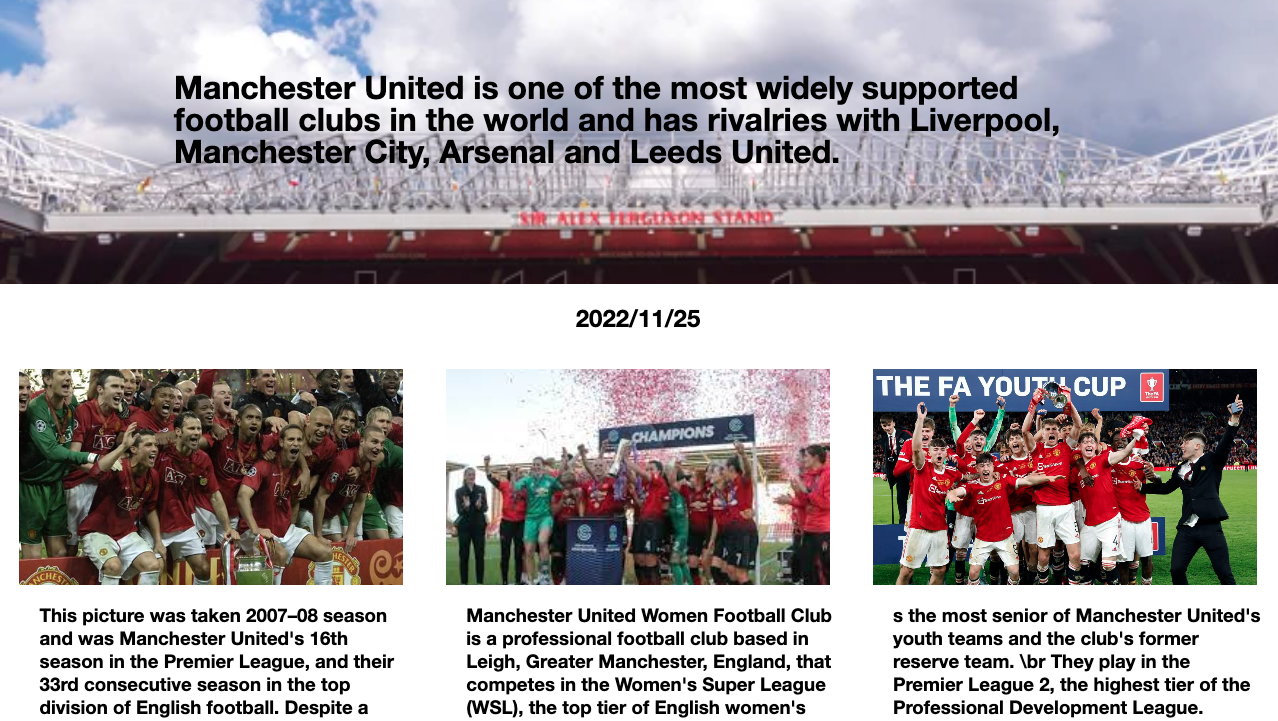 Manchester United is one of the most widely supported
football clubs in the world and has rivalries with Liverpool,
Manchester City, Arsenal and Leeds United.
SIR ALEX FERGUSON STAND
2022/11/25
CHAMPIONS
THE FA YOUTH CUP
This picture was taken 2007–08 season
and was Manchester United's 16th
season in the Premier League, and their
33rd consecutive season in the top
division of English football. Despite a
Manchester United Women Football Club
is a professional football club based in
Leigh, Greater Manchester, England, that
competes in the Women's Super League
(WSL), the top tier of English women's
s the most senior of Manchester United's
youth teams and the club's former
reserve team. \br They play in the
Premier League 2, the highest tier of the
Professional Development League.